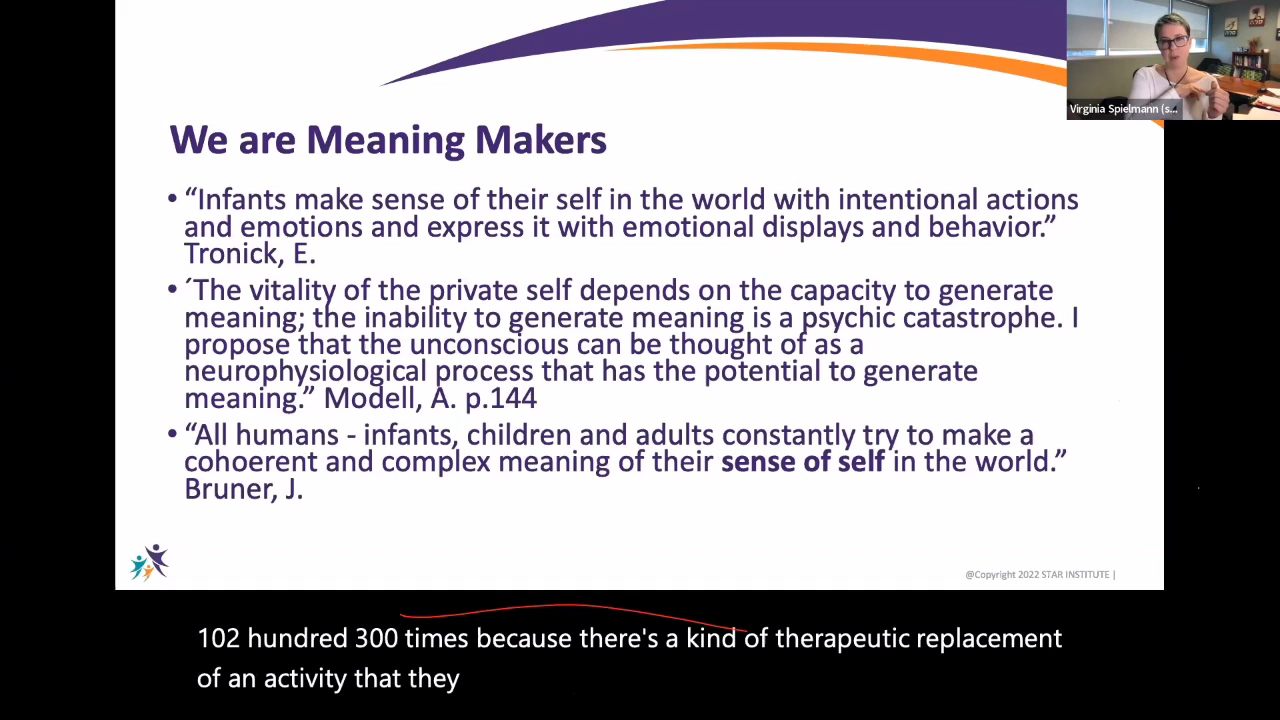 Virginia Spielmann (s...
We are Meaning Makers
• “Infants make sense of their self in the world with intentional actions
and emotions and express it with emotional displays and behavior.”
Tronick, E.
• ´The vitality of the private self depends on the capacity to generate
meaning; the inability to generate meaning is a psychic catastrophe. I
propose that the unconscious can be thought of as a
neurophysiological process that has the potential to generate
meaning.” Modell, A. p.144
• “All humans - infants, children and adults constantly try to make a
cohoerent and complex meaning of their sense of self in the world.”
Bruner, J.
@Copyright 2022 STAR INSTITUTE |
102 hundred 300 times because there's a kind of therapeutic replacement
of an activity that they